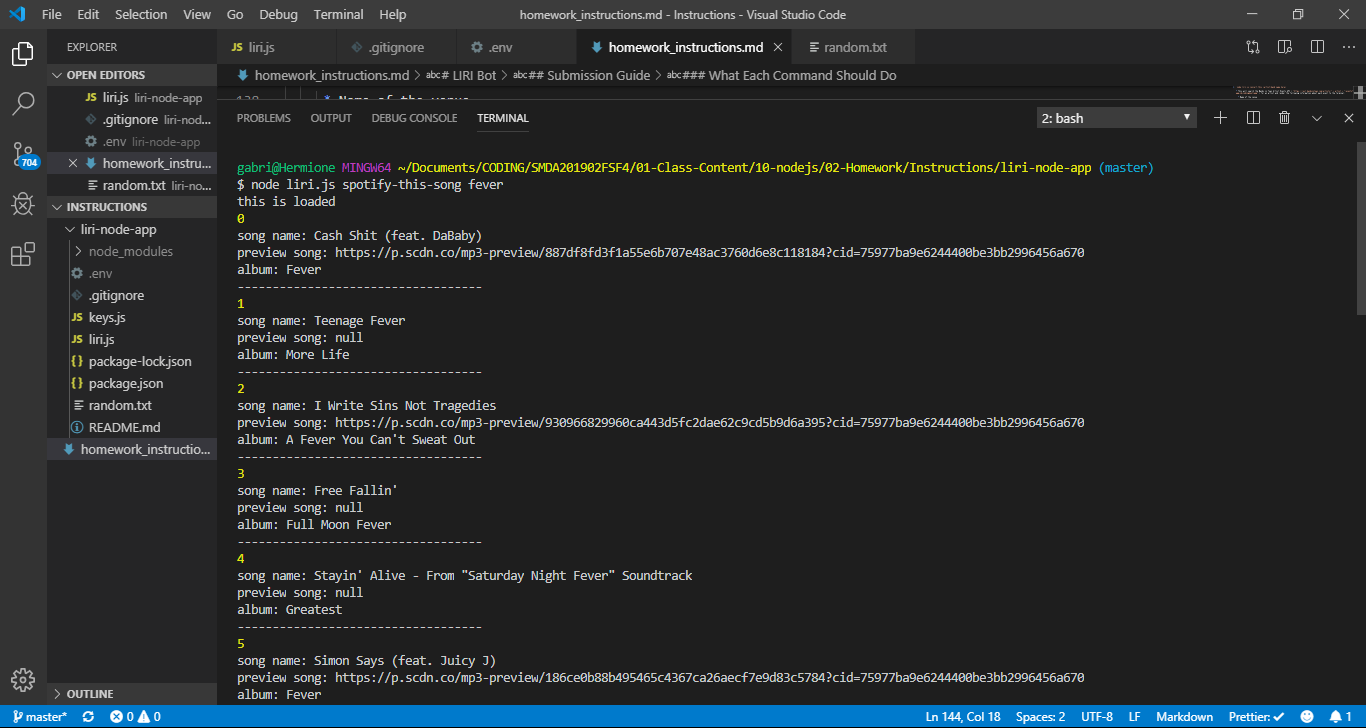 File Edit Selection View Go Debug Terminal Help homework_instructions.md - Instructions - Visual Studio Code
EXPLORER
OPEN EDITORS
JS liri.js liri-node-app
.gitignore liri-nod...
.env liri-node-app
homework_instru...
random.txt liri-no...
704
INSTRUCTIONS
liri-node-app
node_modules
.env
.gitignore
JS keys.js
JS liri.js
{} package-lock.json
{} package.json
random.txt
README.md
homework_instructio...
OUTLINE
JS liri.js .gitignore .env homework_instructions.md random.txt
homework_instructions.md > abc # LIRI Bot > abc ## Submission Guide > abc ### What Each Command Should Do
PROBLEMS OUTPUT DEBUG CONSOLE TERMINAL 2: bash
gabri@Hermione MINGW64 ~/Documents/CODING/SMDA201902FSF4/01-Class-Content/10-nodejs/02-Homework/Instructions/liri-node-app (master)
$ node liri.js spotify-this-song fever
this is loaded
0
song name: Cash Shit (feat. DaBaby)
preview song: https://p.scdn.co/mp3-preview/887df8fd3f1a55e6b707e48ac3760d6e8c118184?cid=75977ba9e6244400be3bb2996456a670
album: Fever
-----------------------------------
1
song name: Teenage Fever
preview song: null
album: More Life
-----------------------------------
2
song name: I Write Sins Not Tragedies
preview song: https://p.scdn.co/mp3-preview/930966829960ca443d5fc2dae62c9cd5b9d6a395?cid=75977ba9e6244400be3bb2996456a670
album: A Fever You Can't Sweat Out
-----------------------------------
3
song name: Free Fallin'
preview song: null
album: Full Moon Fever
-----------------------------------
4
song name: Stayin' Alive - From "Saturday Night Fever" Soundtrack
preview song: null
album: Greatest
-----------------------------------
5
song name: Simon Says (feat. Juicy J)
preview song: https://p.scdn.co/mp3-preview/186ce0b88b495465c4367ca26aecf7e9d83c5784?cid=75977ba9e6244400be3bb2996456a670
album: Fever
master* 0 0 Ln 144, Col 18 Spaces: 2 UTF-8 LF Markdown Prettier: ✓ 1